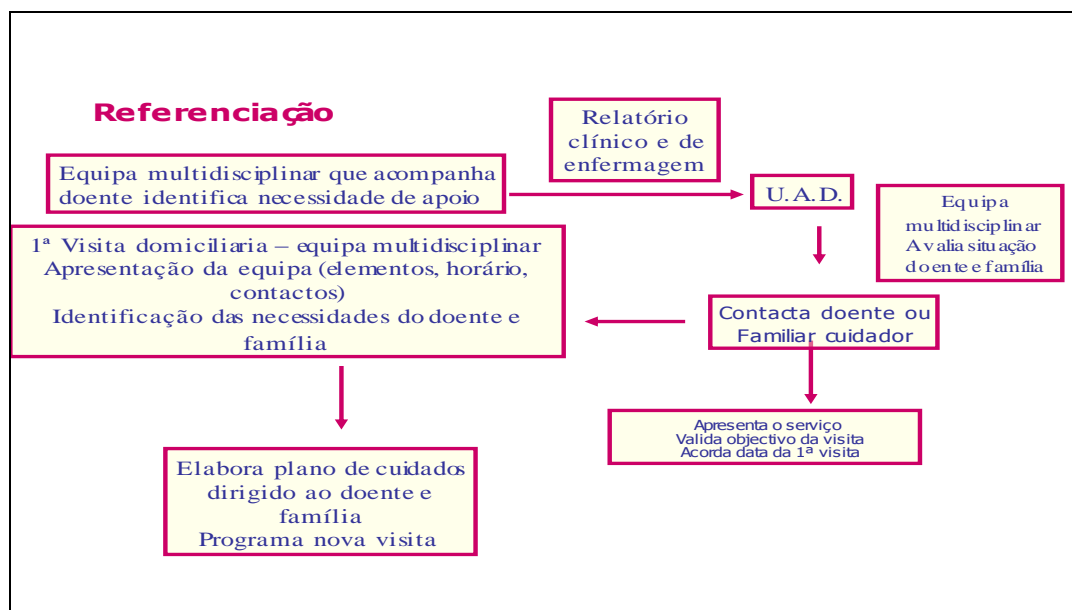 Referenciação
Relatório
clínico e de
enfermagem
Equipa multidisciplinar que acompanha
doente identifica necessidade de apoio
U.A.D.
Equipa
multidisciplinar
Avalia situação
doente e família
1ª Visita domiciliaria – equipa multidisciplinar
Apresentação da equipa (elementos, horário,
contactos)
Identificação das necessidades do doente e
família
Contacta doente ou
Familiar cuidador
Apresenta o serviço
Valida objectivo da visita
Acorda data da 1ª visita
Elabora plano de cuidados
dirigido ao doente e
família
Programa nova visita